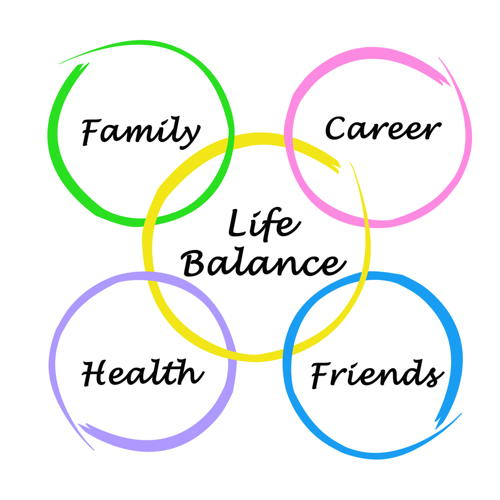 Family
Career
Life
Balance
Health
Friends